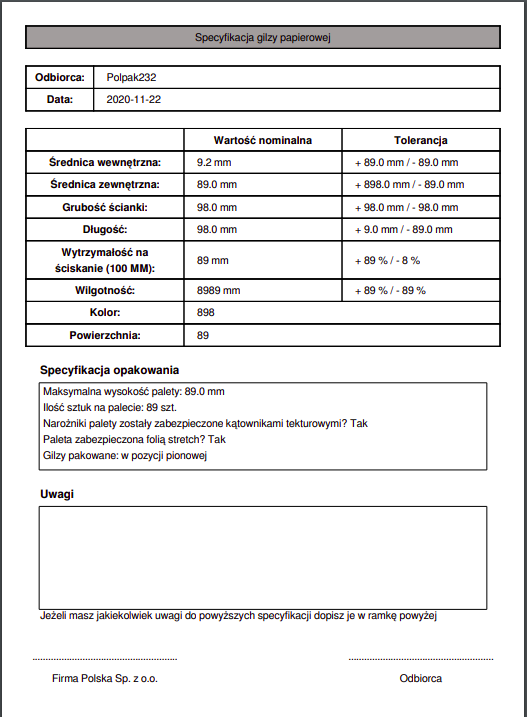 Specyfikacja gilzy papierowej
Odbiorca: Polpak232
Data: 2020-11-22
Wartość nominalna Tolerancja
Średnica wewnętrzna: 9.2 mm + 89.0 mm / - 89.0 mm
Średnica zewnętrzna: 89.0 mm + 898.0 mm / - 89.0 mm
Grubość ścianki: 98.0 mm + 98.0 mm / - 98.0 mm
Długość: 98.0 mm + 9.0 mm / - 89.0 mm
Wytrzymałość na
ściskanie (100 MM): 89 mm + 89 % / - 8 %
Wilgotność: 8989 mm + 89 % / - 89 %
Kolor: 898
Powierzchnia: 89
Specyfikacja opakowania
Maksymalna wysokość palety: 89.0 mm
Ilość sztuk na palecie: 89 szt.
Narożniki palety zostały zabezpieczone kątownikami tekturowymi? Tak
Paleta zabezpieczona folią stretch? Tak
Gilzy pakowane: w pozycji pionowej
Uwagi
Jeżeli masz jakiekolwiek uwagi do powyższych specyfikacji dopisz je w ramkę powyżej
Firma Polska Sp. z o.o. Odbiorca